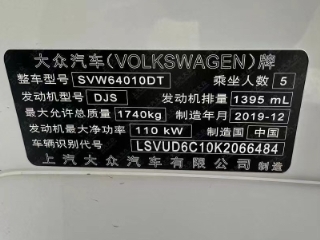 大众汽车(VOLKSWAGEN)牌
整车型号 SVW64010DT 乘坐人数 5
发动机型号 DJS 发动机排量 1395 mL
最大允许总质量 1740kg 制造年月 2019-12
发动机最大净功率 110 kW 制造国 中国
车辆识别代号 LSVUD6C10K2066484
上汽大众汽车有限公司 制造